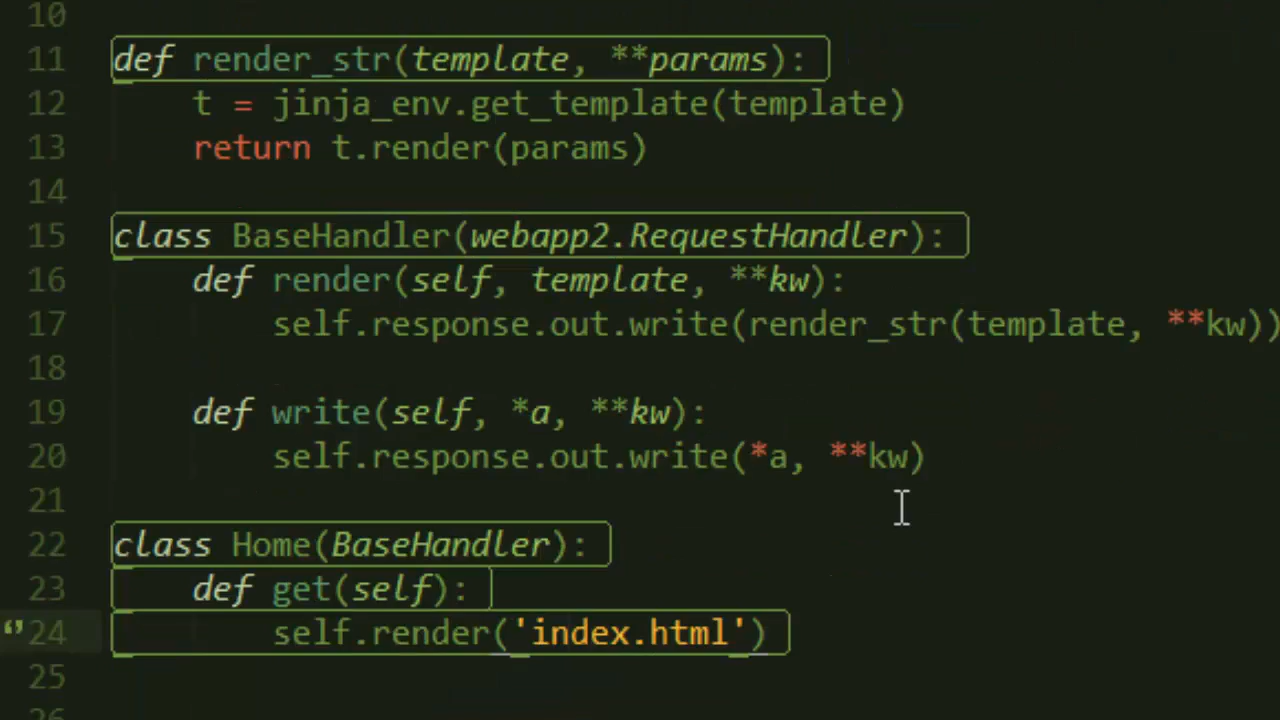 10
11 def render_str(template, **params):
12     t = jinja_env.get_template(template)
13     return t.render(params)
14
15 class BaseHandler(webapp2.RequestHandler):
16     def render(self, template, **kw):
17         self.response.out.write(render_str(template, **kw))
18
19     def write(self, *a, **kw):
20         self.response.out.write(*a, **kw)
21
22 class Home(BaseHandler):
23     def get(self):
24         self.render('index.html')
25
26